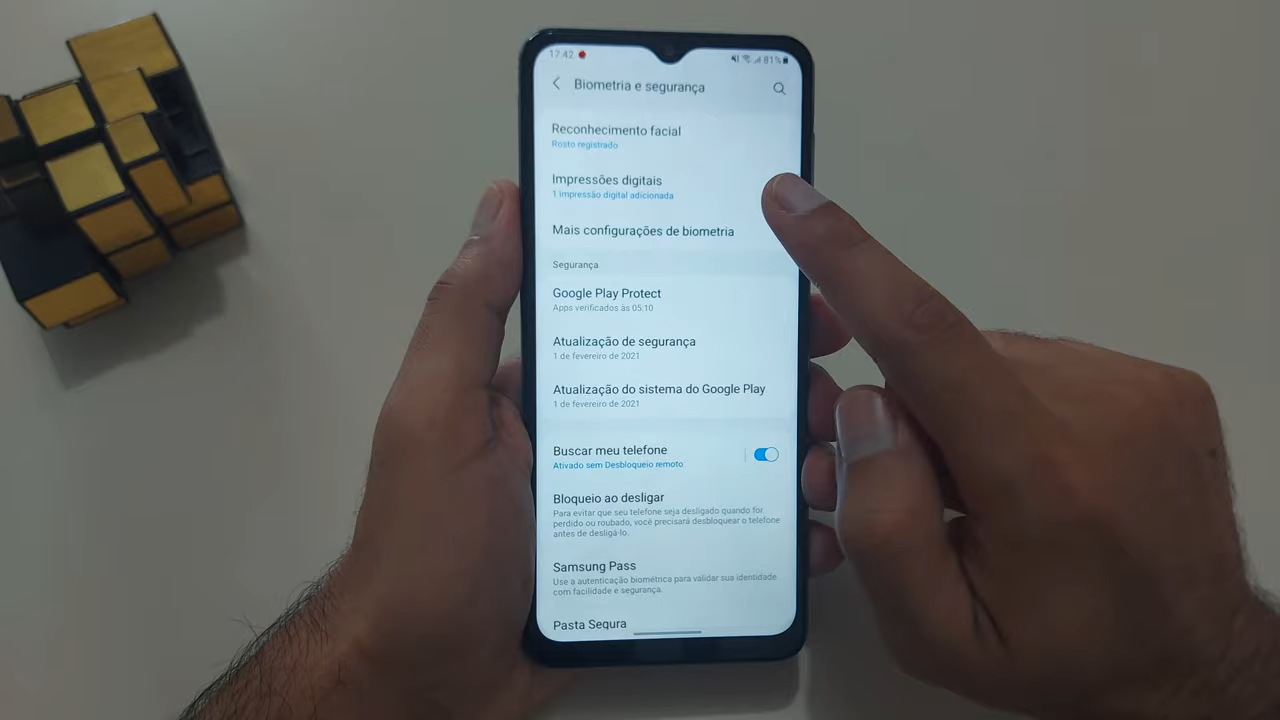 17:42
81%
Biometria e segurança
Reconhecimento facial
Rosto registrado
Impressões digitais
1 impressão digital adicionada
Mais configurações de biometria
Segurança
Google Play Protect
Apps verificados às 05:10
Atualização de segurança
1 de fevereiro de 2021
Atualização do sistema do Google Play
1 de fevereiro de 2021
Buscar meu telefone
Ativado sem Desbloqueio remoto.
Bloqueio ao desligar
Para evitar que seu telefone seja desligado quando for
perdido ou roubado, você precisará desbloquear o telefone
antes de desligá-lo.
Samsung Pass
Use a autenticação biométrica para validar sua identidade
com facilidade e segurança.
Pasta Segura